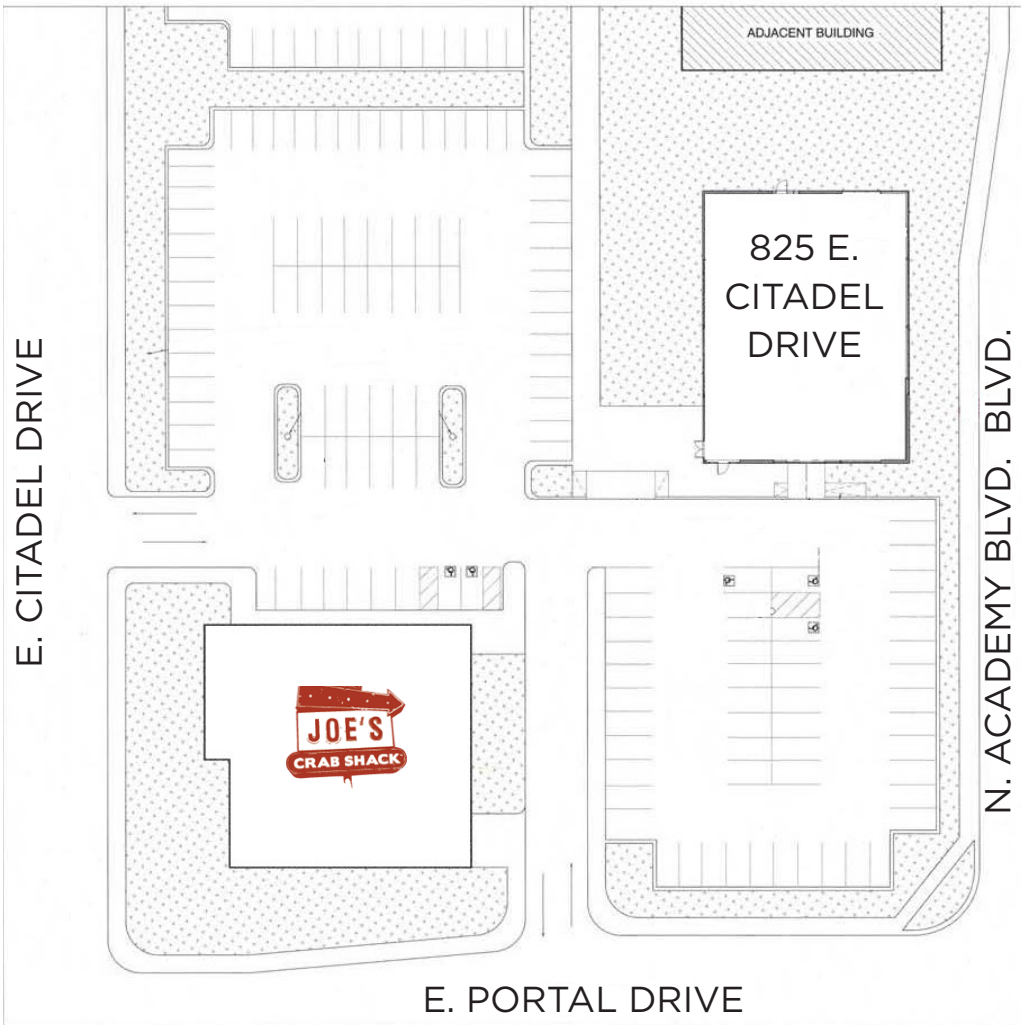 ADJACENT BUILDING
825 E.
CITADEL
DRIVE
E. CITADEL DRIVE
N. ACADEMY BLVD. BLVD.
JOE'S
CRAB SHACK
E. PORTAL DRIVE